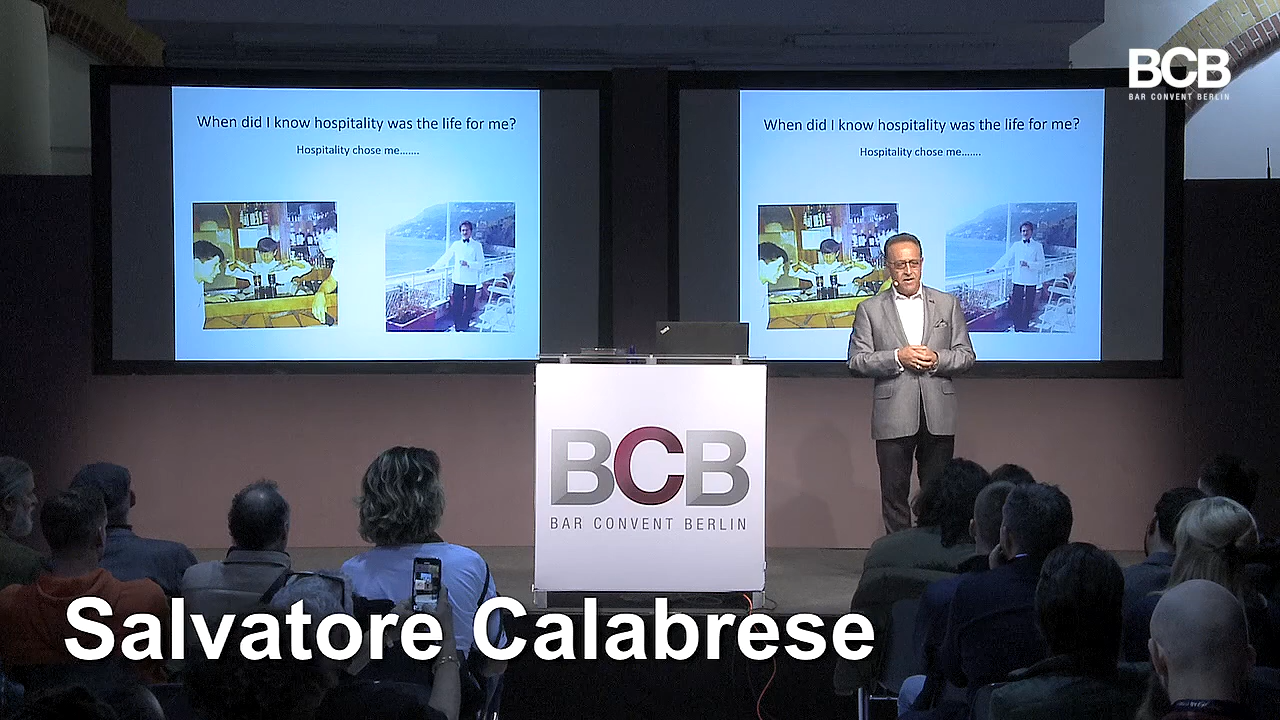 BCB
BAR CONVENT BERLIN
When did I know hospitality was the life for me?
Hospitality chose me.......
When did I know hospitality was the life for me?
Hospitality chose me.......
BCB
BAR CONVENT BERLIN
Salvatore Calabrese